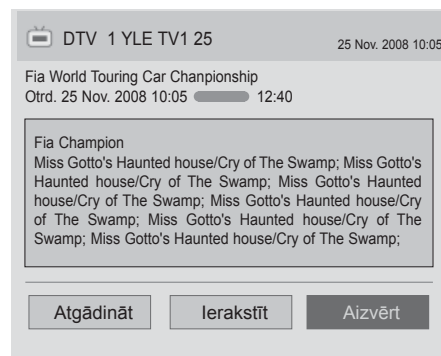 DTV 1 YLE TV1 25
25 Nov. 2008 10:05
Fia World Touring Car Chanpionship
Otrd. 25 Nov. 2008 10:05 12:40
Fia Champion
Miss Gotto's Haunted house/Cry of The Swamp; Miss Gotto's
Haunted house/Cry of The Swamp; Miss Gotto's Haunted
house/Cry of The Swamp; Miss Gotto's Haunted house/Cry
of The Swamp; Miss Gotto's Haunted house/Cry of The
Swamp; Miss Gotto's Haunted house/Cry of The Swamp;
Atgādināt Ierakstīt Aizvērt